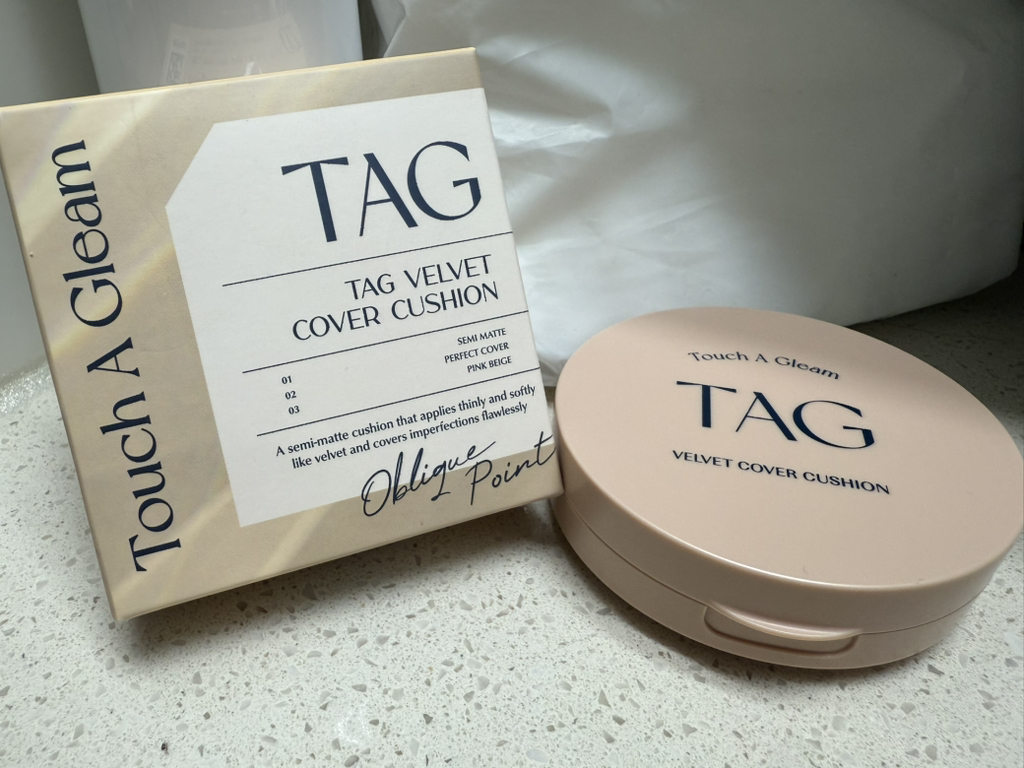 Touch A Gleam
TAG
TAG VELVET
COVER CUSHION
01 SEMI MATTE
02 PERFECT COVER
03 PINK BEIGE
A semi-matte cushion that applies thinly and softly
like velvet and covers imperfections flawlessly
Oblique
Point
Touch A Gleam
TAG
VELVET COVER CUSHION